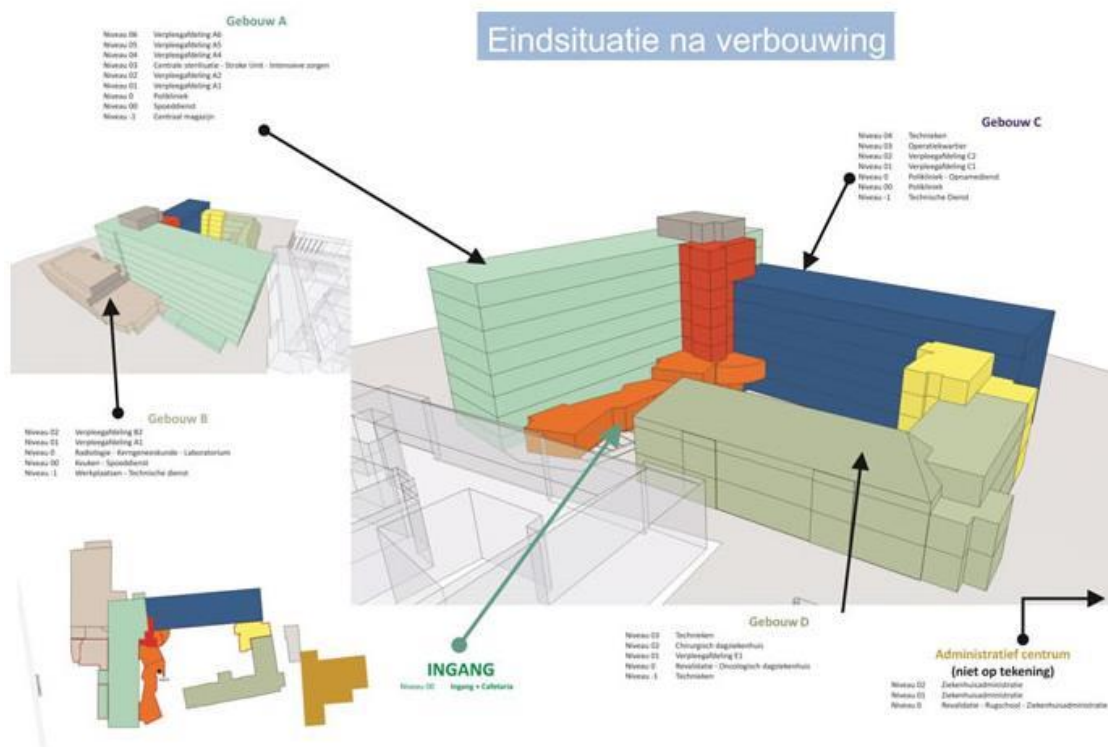 Eindsituatie na verbouwing
Gebouw A
Niveau 06 Verpleegafdeling A6
Niveau 05 Verpleegafdeling A5
Niveau 04 Verpleegafdeling A4
Niveau 03 Centrale sterilisatie - Stroke Unit - Intensieve zorgen
Niveau 02 Verpleegafdeling A2
Niveau 01 Verpleegafdeling A1
Niveau 0 Polikliniek
Niveau 00 Spoeddienst
Niveau -1 Centraal magazijn
Gebouw C
Niveau 04 Technieken
Niveau 03 Operatiekwartier
Niveau 02 Verpleegafdeling C2
Niveau 01 Verpleegafdeling C1
Niveau 0 Polikliniek - Opnamedienst
Niveau 00 Polikliniek
Niveau -1 Technische Dienst
Gebouw B
Niveau 02 Verpleegafdeling B2
Niveau 01 Verpleegafdeling A1
Niveau 0 Radiologie - Kerngeneeskunde - Laboratorium
Niveau 00 Keuken - Spoeddienst
Niveau -1 Werkplaatsen - Technische dienst
INGANG
Niveau 00 Ingang + Cafetaria
Gebouw D
Niveau 03 Technieken
Niveau 02 Chirurgisch dagziekenhuis
Niveau 01 Verpleegafdeling E1
Niveau 0 Revalidatie - Oncologisch dagziekenhuis
Niveau -1 Technieken
Administratief centrum
(niet op tekening)
Niveau 02 Ziekenhuisadministratie
Niveau 01 Ziekenhuisadministratie
Niveau 0 Revalidatie - Rugschool - Ziekenhuisadministratie